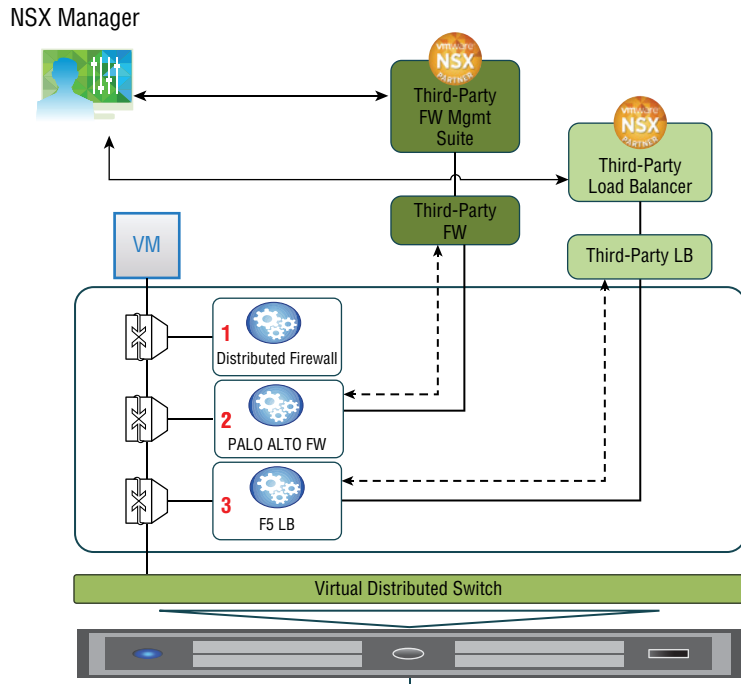 NSX Manager
vmware
NSX
PARTNER
Third-Party
FW Mgmt
Suite
vmware
NSX
PARTNER
Third-Party
Load Balancer
Third-Party
FW
Third-Party LB
VM
1
Distributed Firewall
2
PALO ALTO FW
3
F5 LB
Virtual Distributed Switch